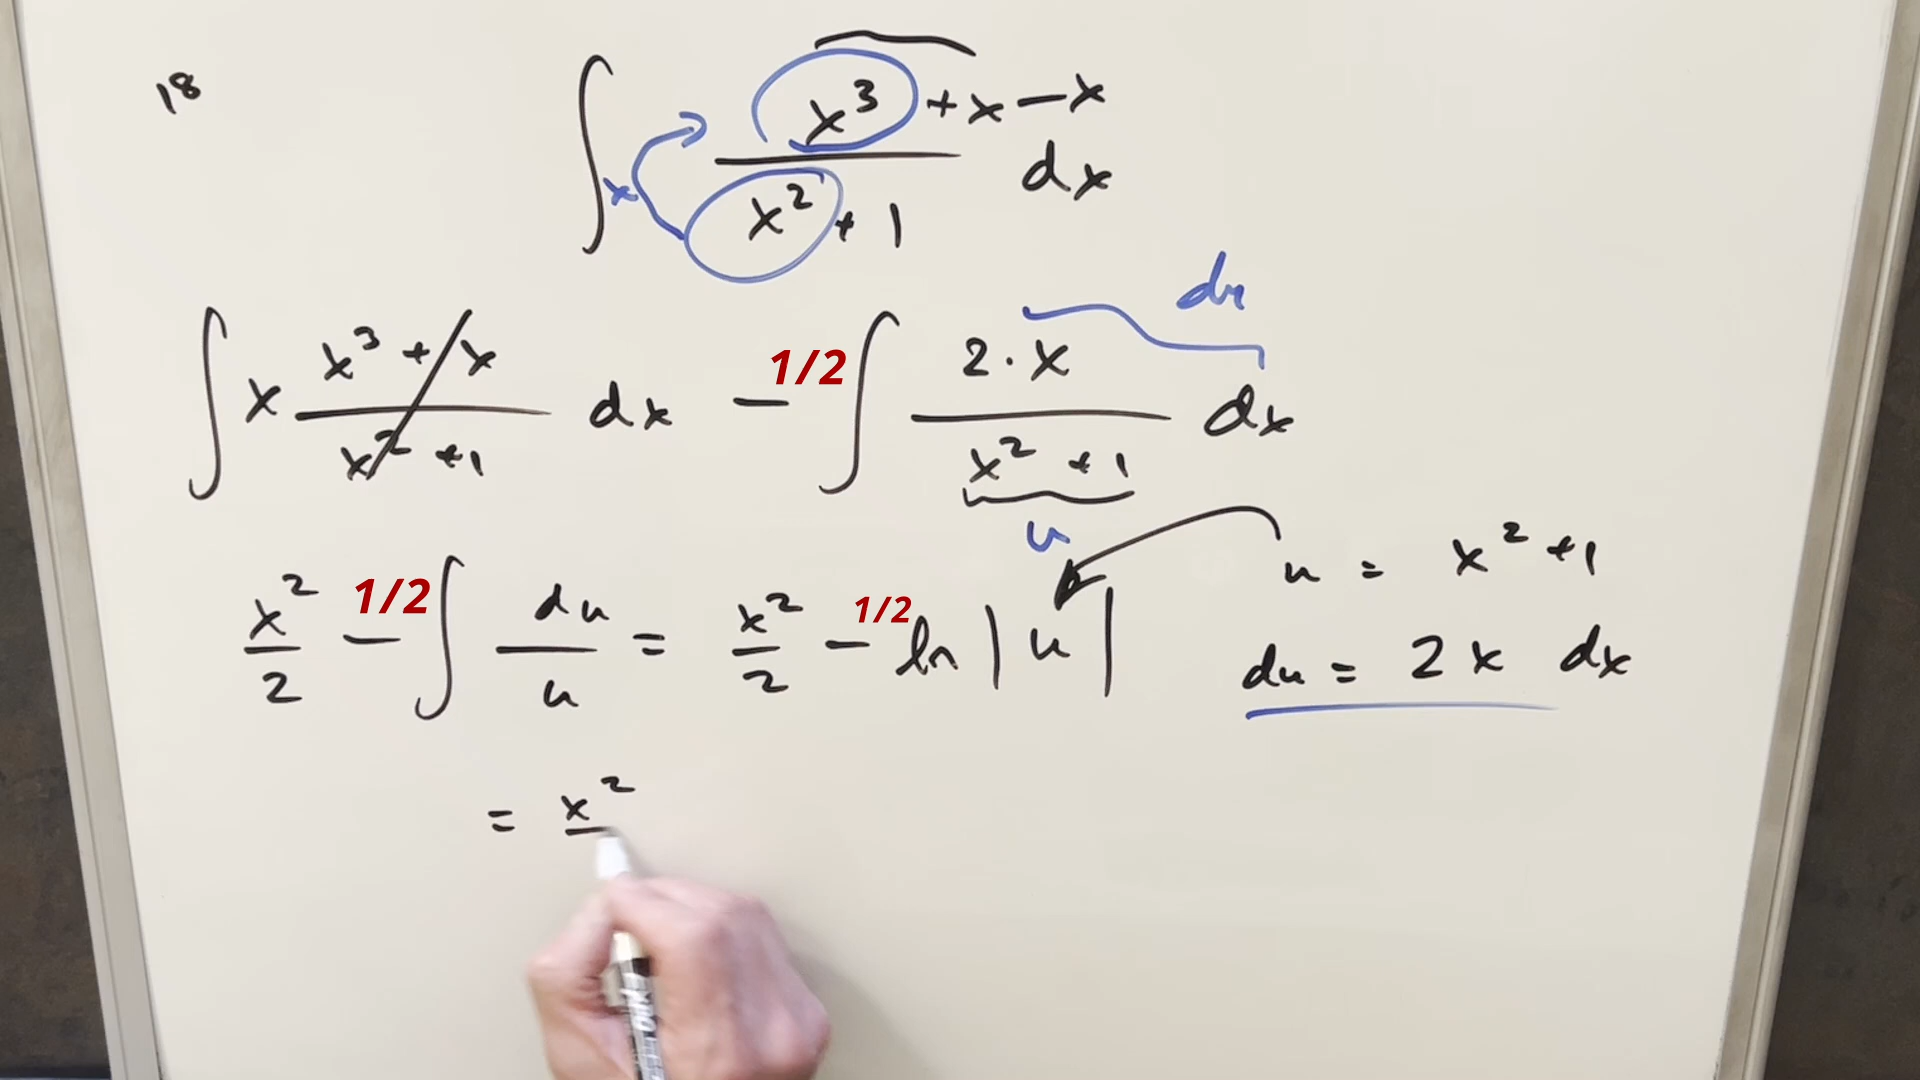 18
∫ x³ + x − x / x² + 1 dx
x
du
∫ x x³ + x / x² + 1 dx − 1/2 ∫ 2 · x / x² + 1 dx
u
u = x² + 1
x²/2 − 1/2 ∫ du/u = x²/2 − 1/2 ln |u|
du = 2x dx
= x²
EXPO